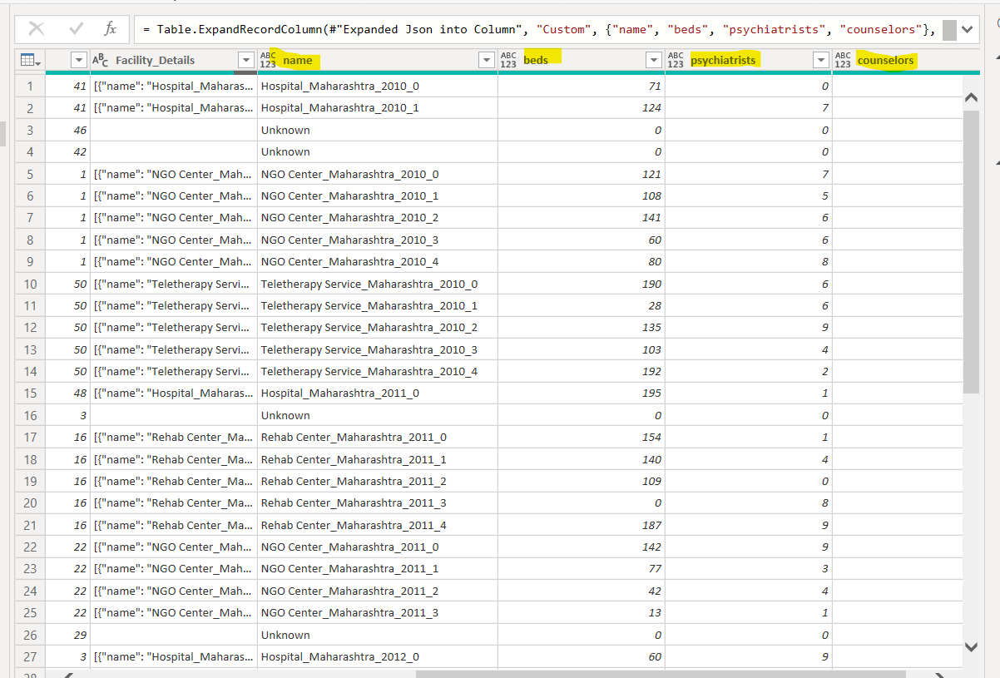 fx = Table.ExpandRecordColumn(#"Expanded Json into Column", "Custom", {"name", "beds", "psychiatrists", "counselors"},
ABC Facility_Details ABC 123 name ABC 123 beds ABC 123 psychiatrists ABC 123 counselors
1 41 [{"name": "Hospital_Maharas... Hospital_Maharashtra_2010_0 71 0
2 41 [{"name": "Hospital_Maharas... Hospital_Maharashtra_2010_1 124 7
3 46 Unknown 0 0
4 42 Unknown 0 0
5 1 [{"name": "NGO Center_Mah... NGO Center_Maharashtra_2010_0 121 7
6 1 [{"name": "NGO Center_Mah... NGO Center_Maharashtra_2010_1 108 5
7 1 [{"name": "NGO Center_Mah... NGO Center_Maharashtra_2010_2 141 6
8 1 [{"name": "NGO Center_Mah... NGO Center_Maharashtra_2010_3 60 6
9 1 [{"name": "NGO Center_Mah... NGO Center_Maharashtra_2010_4 80 8
10 50 [{"name": "Teletherapy Servi... Teletherapy Service_Maharashtra_2010_0 190 6
11 50 [{"name": "Teletherapy Servi... Teletherapy Service_Maharashtra_2010_1 28 6
12 50 [{"name": "Teletherapy Servi... Teletherapy Service_Maharashtra_2010_2 135 9
13 50 [{"name": "Teletherapy Servi... Teletherapy Service_Maharashtra_2010_3 103 4
14 50 [{"name": "Teletherapy Servi... Teletherapy Service_Maharashtra_2010_4 192 2
15 48 [{"name": "Hospital_Maharas... Hospital_Maharashtra_2011_0 195 1
16 3 Unknown 0 0
17 16 [{"name": "Rehab Center_Ma... Rehab Center_Maharashtra_2011_0 154 1
18 16 [{"name": "Rehab Center_Ma... Rehab Center_Maharashtra_2011_1 140 4
19 16 [{"name": "Rehab Center_Ma... Rehab Center_Maharashtra_2011_2 109 0
20 16 [{"name": "Rehab Center_Ma... Rehab Center_Maharashtra_2011_3 0 8
21 16 [{"name": "Rehab Center_Ma... Rehab Center_Maharashtra_2011_4 187 9
22 22 [{"name": "NGO Center_Mah... NGO Center_Maharashtra_2011_0 142 9
23 22 [{"name": "NGO Center_Mah... NGO Center_Maharashtra_2011_1 77 3
24 22 [{"name": "NGO Center_Mah... NGO Center_Maharashtra_2011_2 42 4
25 22 [{"name": "NGO Center_Mah... NGO Center_Maharashtra_2011_3 13 1
26 29 Unknown 0 0
27 3 [{"name": "Hospital_Maharas... Hospital_Maharashtra_2012_0 60 9
28